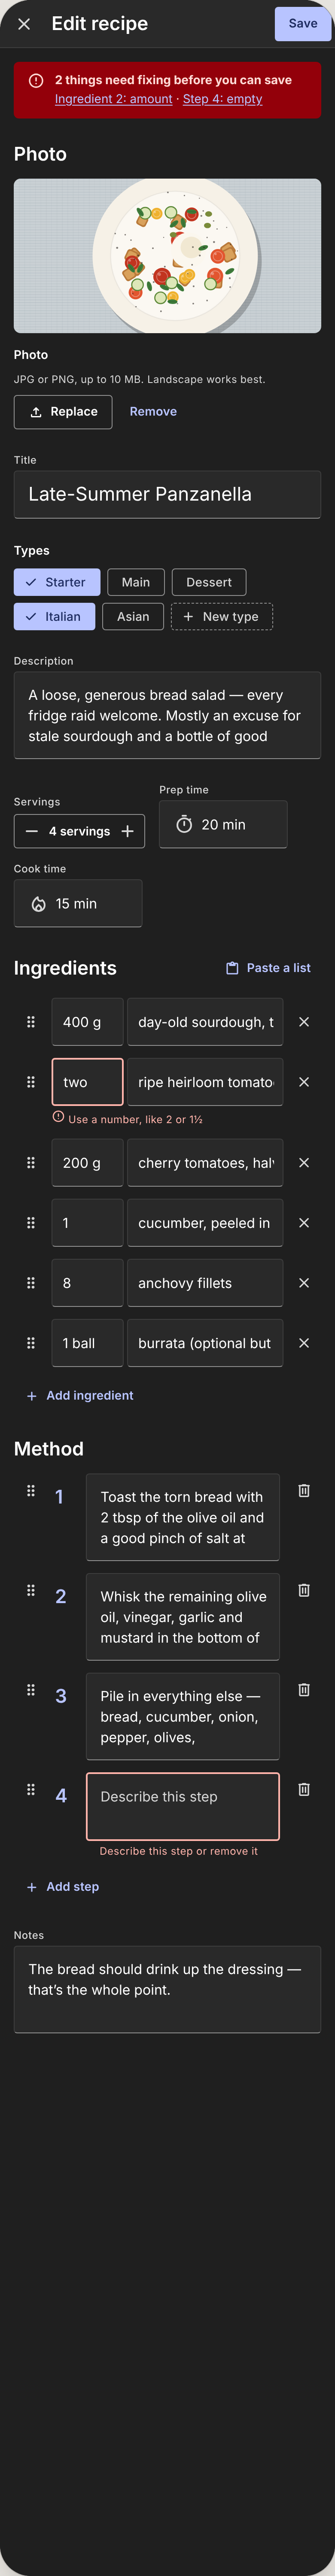 Edit recipe
Save
2 things need fixing before you can save
Ingredient 2: amount · Step 4: empty
Photo
Photo
JPG or PNG, up to 10 MB. Landscape works best.
Replace
Remove
Title
Late-Summer Panzanella
Types
Starter
Main
Dessert
Italian
Asian
New type
Description
A loose, generous bread salad — every
fridge raid welcome. Mostly an excuse for
stale sourdough and a bottle of good
Servings
4 servings
Prep time
20 min
Cook time
15 min
Ingredients
Paste a list
400 g
day-old sourdough, t
two
ripe heirloom tomato
Use a number, like 2 or 1½
200 g
cherry tomatoes, hal
1
cucumber, peeled in
8
anchovy fillets
1 ball
burrata (optional but
Add ingredient
Method
1
Toast the torn bread with
2 tbsp of the olive oil and
a good pinch of salt at
2
Whisk the remaining olive
oil, vinegar, garlic and
mustard in the bottom of
3
Pile in everything else —
bread, cucumber, onion,
pepper, olives,
4
Describe this step
Describe this step or remove it
Add step
Notes
The bread should drink up the dressing —
that's the whole point.